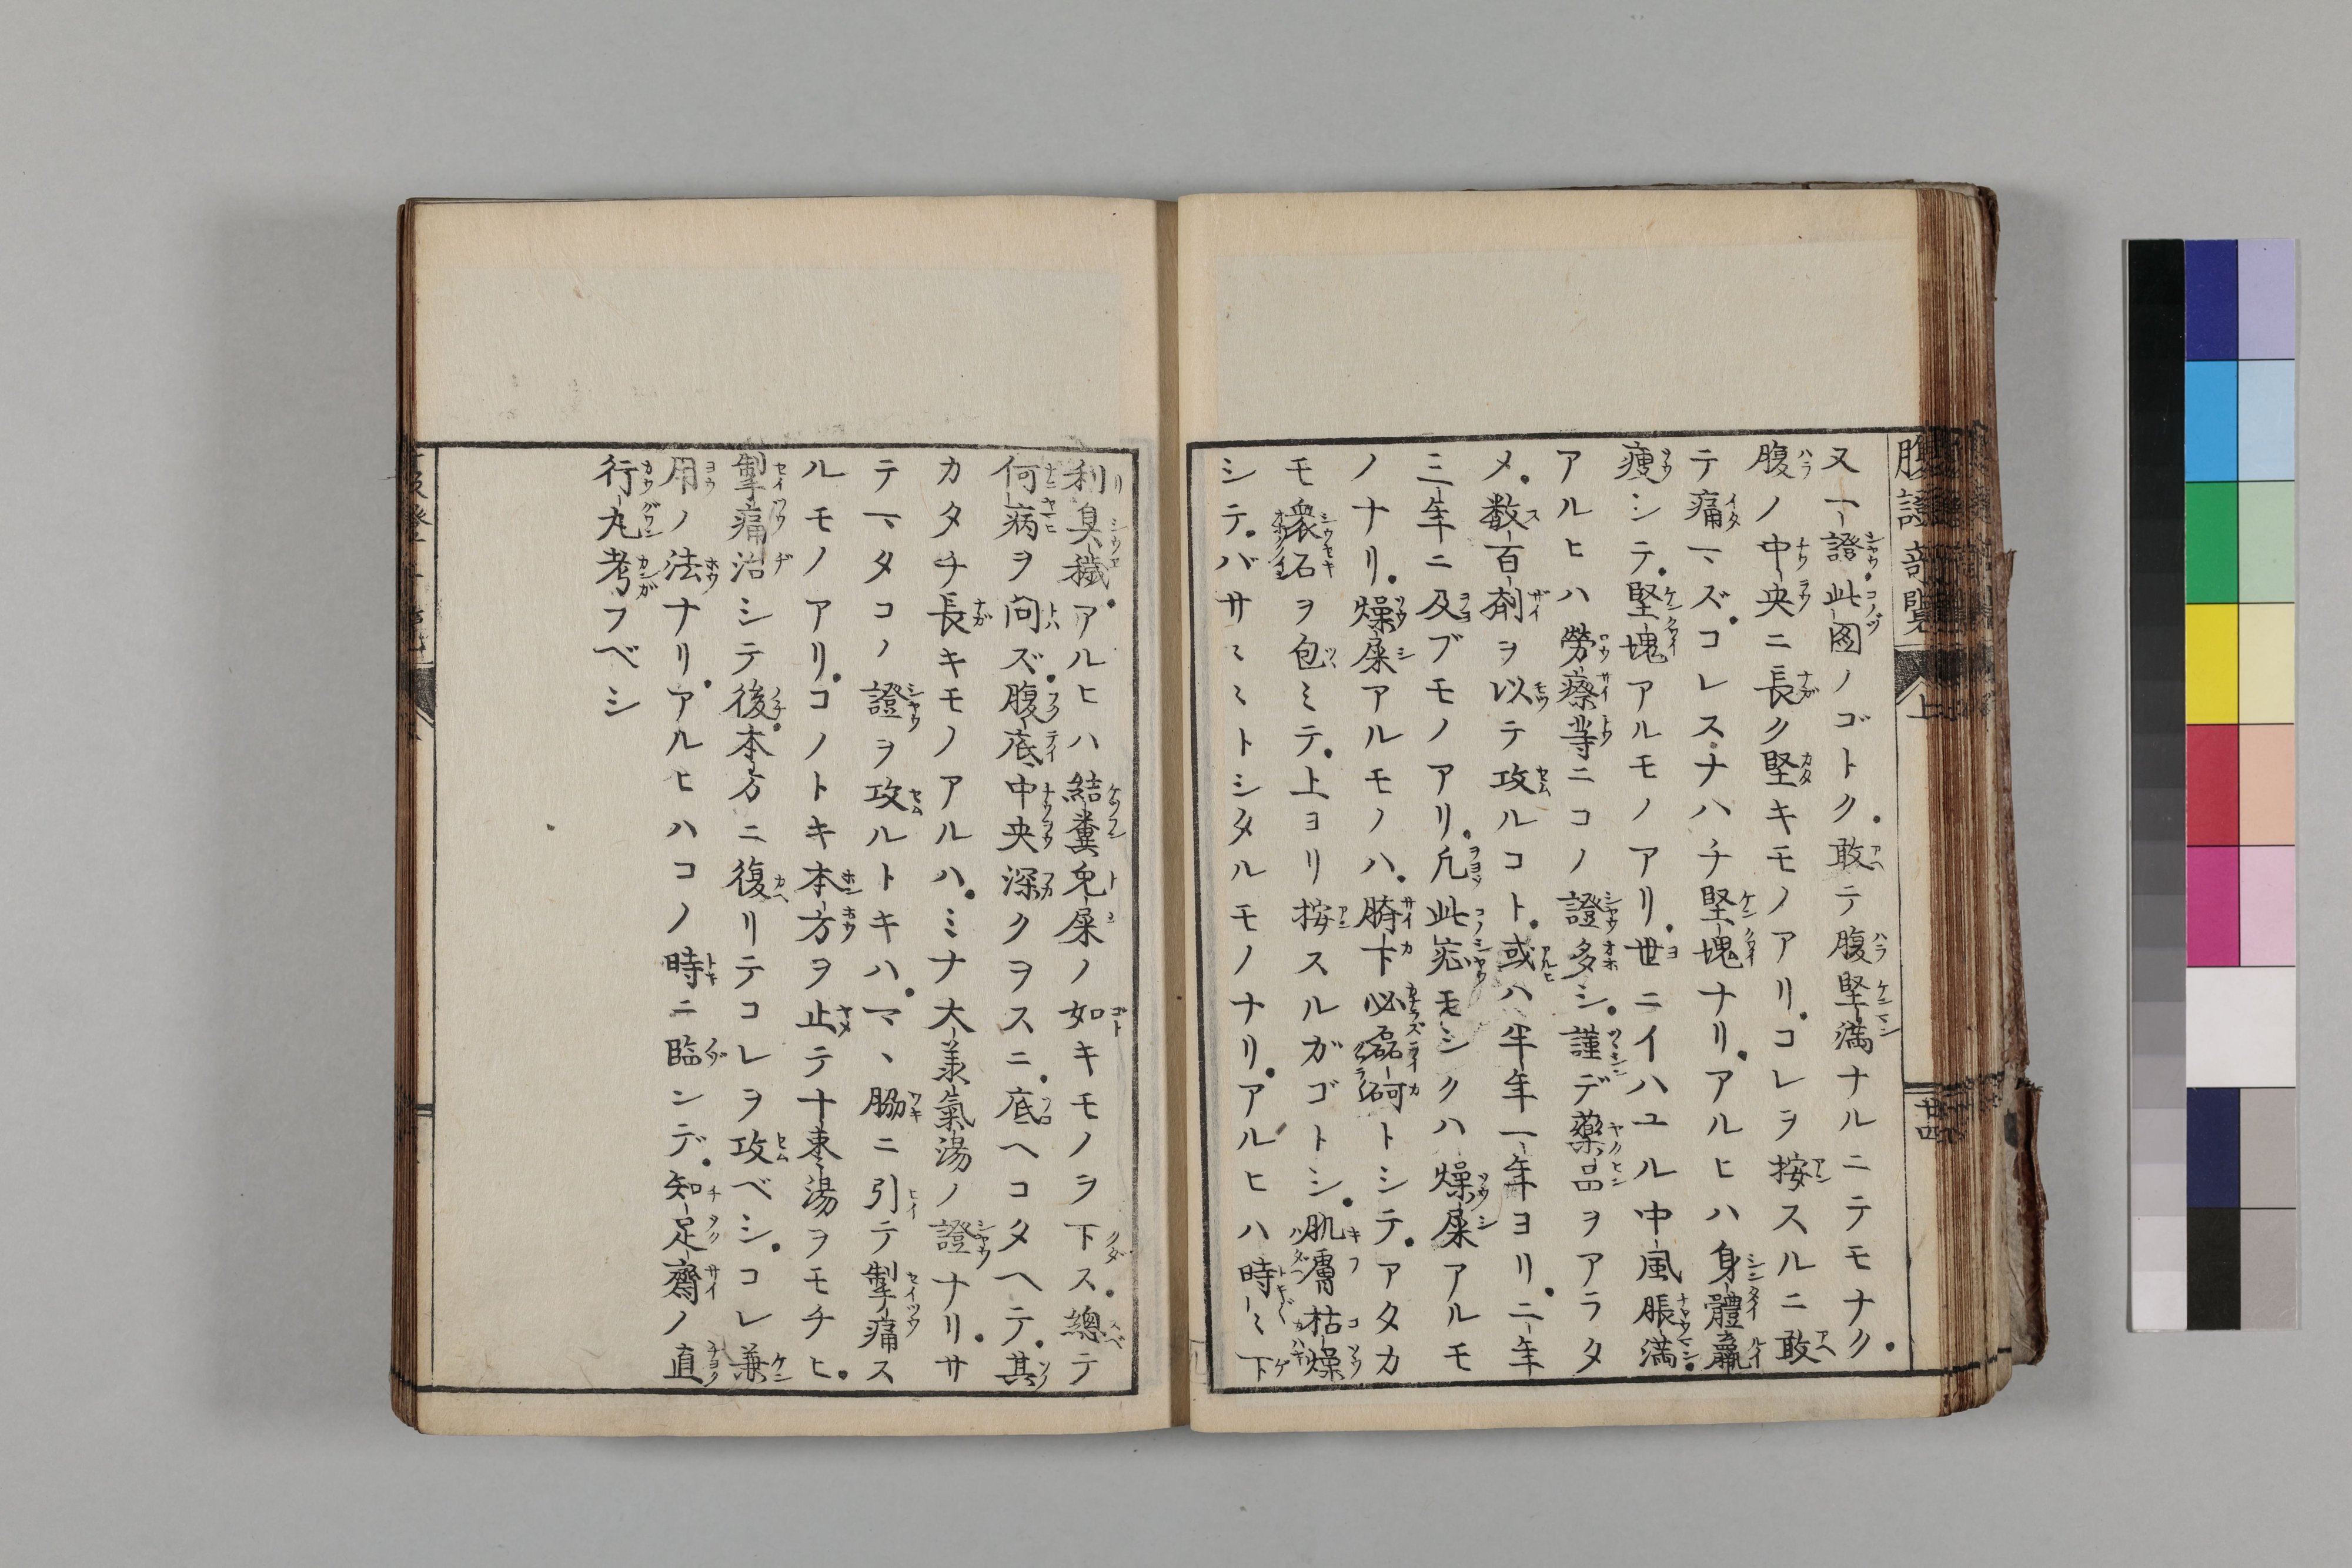 腹證奇覽 上 廿四
又一證此圖ノゴトク。敢テ腹堅滿ナルニテモナク。
腹ノ中央ニ長ク堅キモノアリ。コレヲ按スルニ敢
テ痛マズ。コレスナハチ堅塊ナリ。アルヒハ身體羸
瘦シテ。堅塊アルモノアリ。世ニイハユル中風脹滿。
アルヒハ勞瘵等ニコノ證多シ。謹デ藥品ヲアラタ
メ。数百劑ヲ以テ攻ルコト。或ハ半年一年ヨリ。二年
三年ニ及ブモノアリ。凡此症モシクハ燥屎アルモ
ノナリ。燥屎アルモノハ。臍下必磊砢トシテ。アタカ
モ衆石ヲ包ミテ。上ヨリ按スルガゴトシ。肌膚枯燥
シテ。バサミミトシタルモノナリ。アルヒハ時ミ下
利臭穢。アルヒハ結糞兎屎ノ如キモノヲ下ス。總テ
何病ヲ問ズ。腹底中央深クヲスニ。底ヘコタヘテ。其
カタチ長キモノアルハ。ミナ大羕氣湯ノ證ナリ。サ
テマタコノ證ヲ攻ルトキハ。マヽ脇ニ引テ掣痛ス
ルモノアリ。コノトキ本方ヲ止テ十棗湯ヲモチヒ。
掣痛治シテ後。本方ニ復リテコレヲ攻ベシ。コレ兼
用ノ法ナリ。アルヒハコノ時ニ臨ンデ。知足齋ノ直
行丸考フベシ